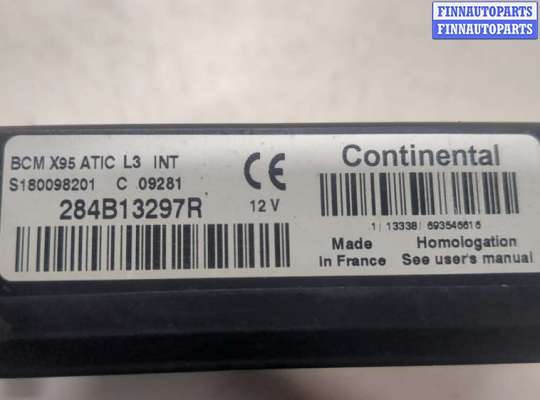 FINNAUTOPARTS
FINNAUTOPARTS
FINNAUTOPARTS
BCM X95 ATIC L3 INT
S180098201 C 09281
284B13297R
12 V
CE
Continental
1| 13338| 693546616
Made
in France
Homologation
See user's manual